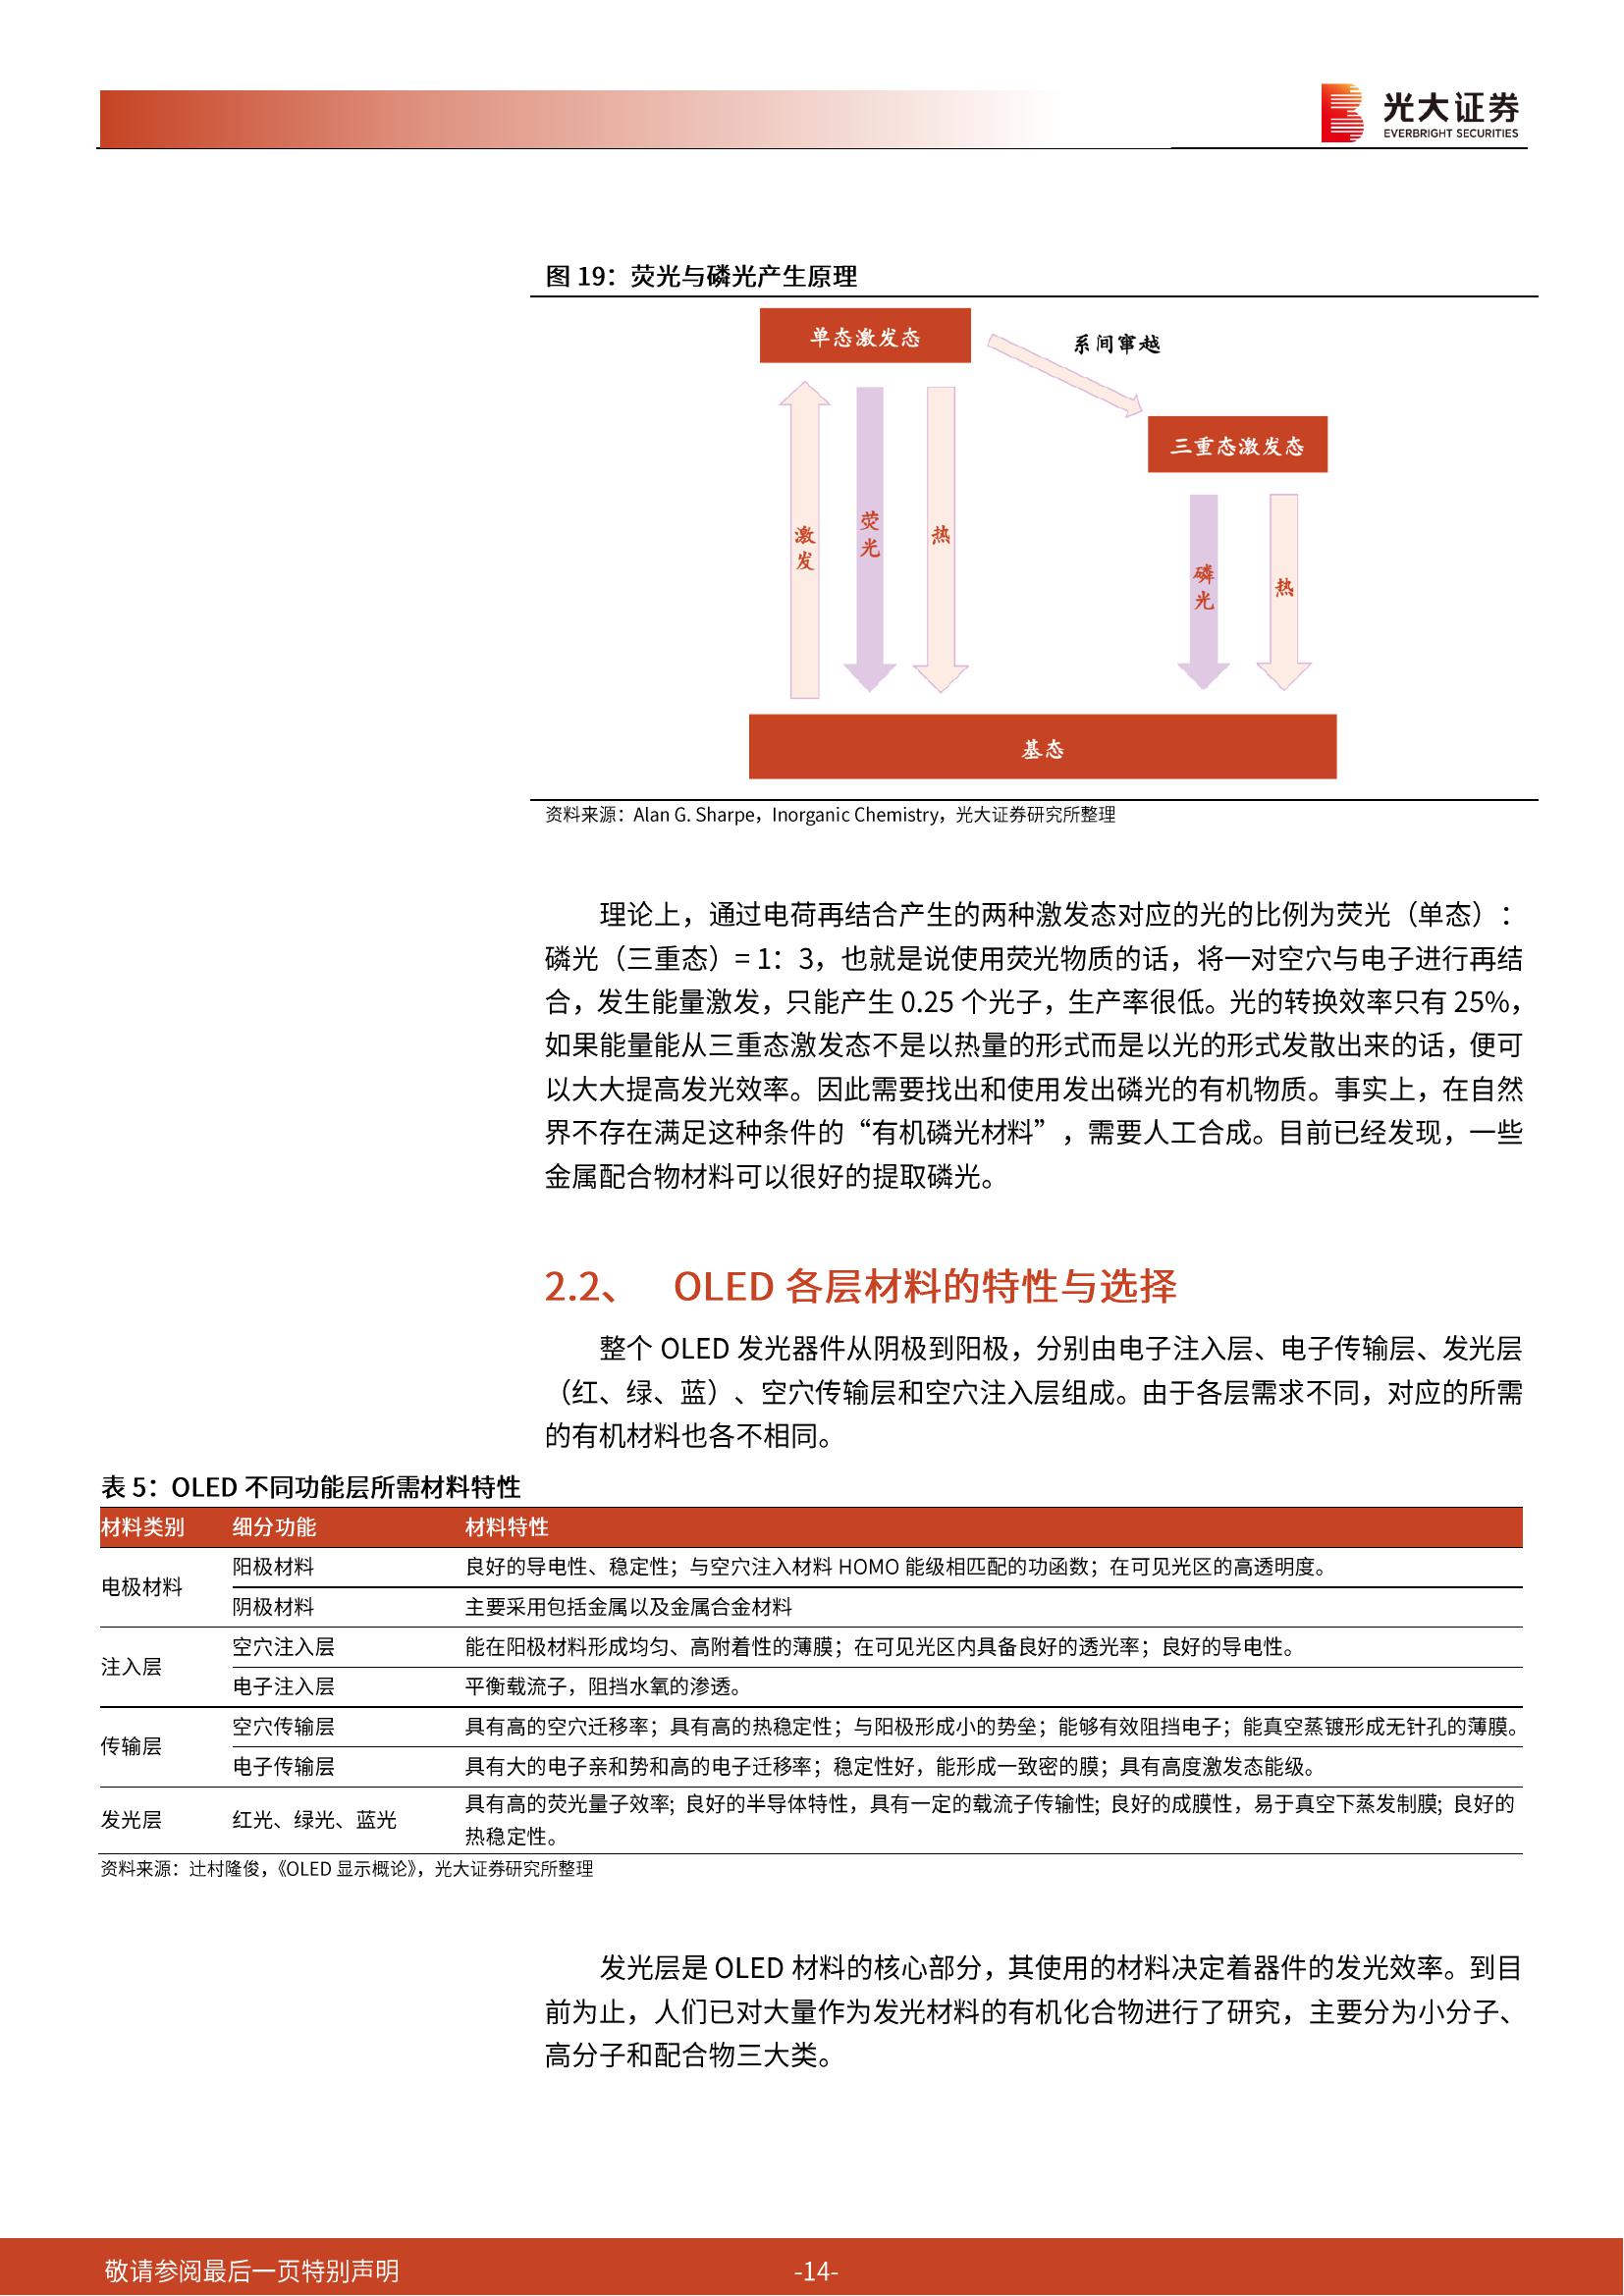 光大证券
EVERBRIGHT SECURITIES
图 19：荧光与磷光产生原理
单态激发态
系间窜越
三重态激发态
激发
荧光
热
磷光
热
基态
资料来源：Alan G. Sharpe，Inorganic Chemistry，光大证券研究所整理
理论上，通过电荷再结合产生的两种激发态对应的光的比例为荧光（单态）：
磷光（三重态）= 1：3，也就是说使用荧光物质的话，将一对空穴与电子进行再结
合，发生能量激发，只能产生 0.25 个光子，生产率很低。光的转换效率只有 25%，
如果能量能从三重态激发态不是以热量的形式而是以光的形式发散出来的话，便可
以大大提高发光效率。因此需要找出和使用发出磷光的有机物质。事实上，在自然
界不存在满足这种条件的“有机磷光材料”，需要人工合成。目前已经发现，一些
金属配合物材料可以很好的提取磷光。
2.2、 OLED 各层材料的特性与选择
整个 OLED 发光器件从阴极到阳极，分别由电子注入层、电子传输层、发光层
（红、绿、蓝）、空穴传输层和空穴注入层组成。由于各层需求不同，对应的所需
的有机材料也各不相同。
表 5：OLED 不同功能层所需材料特性
材料类别 细分功能 材料特性
电极材料 阳极材料 良好的导电性、稳定性；与空穴注入材料 HOMO 能级相匹配的功函数；在可见光区的高透明度。
阴极材料 主要采用包括金属以及金属合金材料
注入层 空穴注入层 能在阳极材料形成均匀、高附着性的薄膜；在可见光区内具备良好的透光率；良好的导电性。
电子注入层 平衡载流子，阻挡水氧的渗透。
传输层 空穴传输层 具有高的空穴迁移率；具有高的热稳定性；与阳极形成小的势垒；能够有效阻挡电子；能真空蒸镀形成无针孔的薄膜。
电子传输层 具有大的电子亲和势和高的电子迁移率；稳定性好，能形成一致密的膜；具有高度激发态能级。
发光层 红光、绿光、蓝光 具有高的荧光量子效率; 良好的半导体特性，具有一定的载流子传输性; 良好的成膜性，易于真空下蒸发制膜; 良好的
热稳定性。
资料来源：辻村隆俊，《OLED 显示概论》，光大证券研究所整理
发光层是 OLED 材料的核心部分，其使用的材料决定着器件的发光效率。到目
前为止，人们已对大量作为发光材料的有机化合物进行了研究，主要分为小分子、
高分子和配合物三大类。
敬请参阅最后一页特别声明 -14-